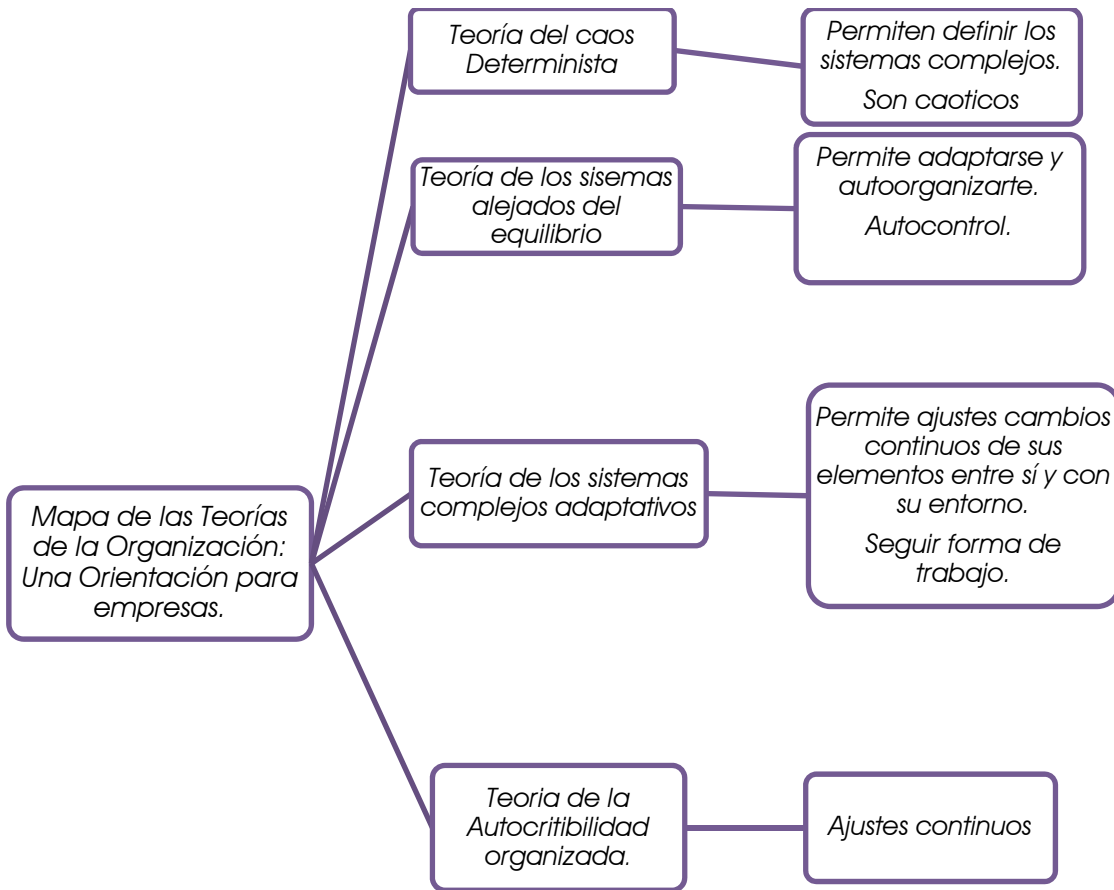 Teoría del caos
Determinista
Permiten definir los
sistemas complejos.
Son caoticos
Teoría de los sisemas
alejados del
equilibrio
Permite adaptarse y
autoorganizarte.
Autocontrol.
Mapa de las Teorías
de la Organización:
Una Orientación para
empresas.
Teoría de los sistemas
complejos adaptativos
Permite ajustes cambios
continuos de sus
elementos entre sí y con
su entorno.
Seguir forma de
trabajo.
Teoria de la
Autocritibilidad
organizada.
Ajustes continuos